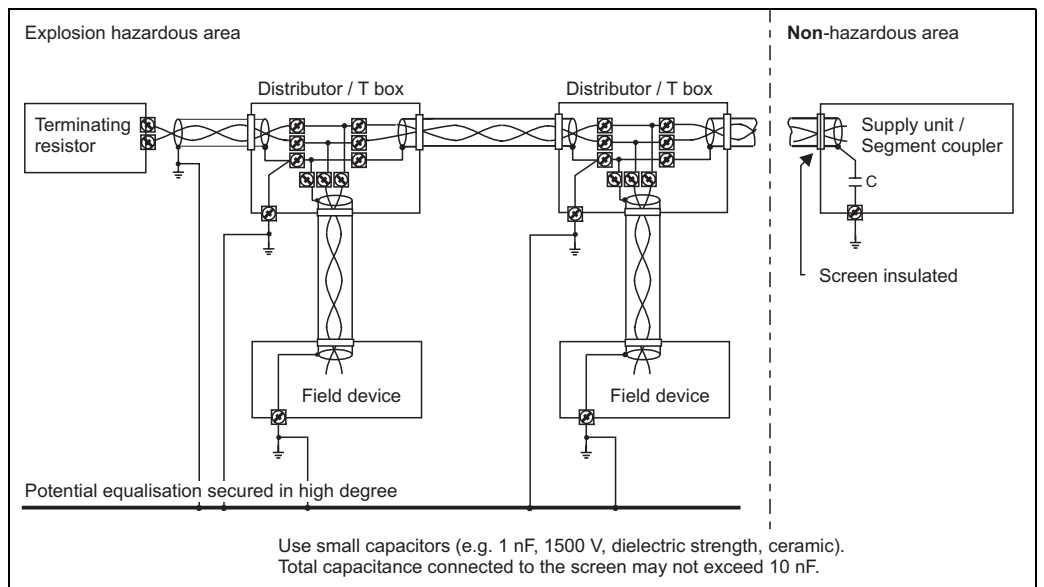 Explosion hazardous area
Non-hazardous area
Distributor / T box
Distributor / T box
Terminating
resistor
Supply unit /
Segment coupler
C
Screen insulated
Field device
Field device
Potential equalisation secured in high degree
Use small capacitors (e.g. 1 nF, 1500 V, dielectric strength, ceramic).
Total capacitance connected to the screen may not exceed 10 nF.